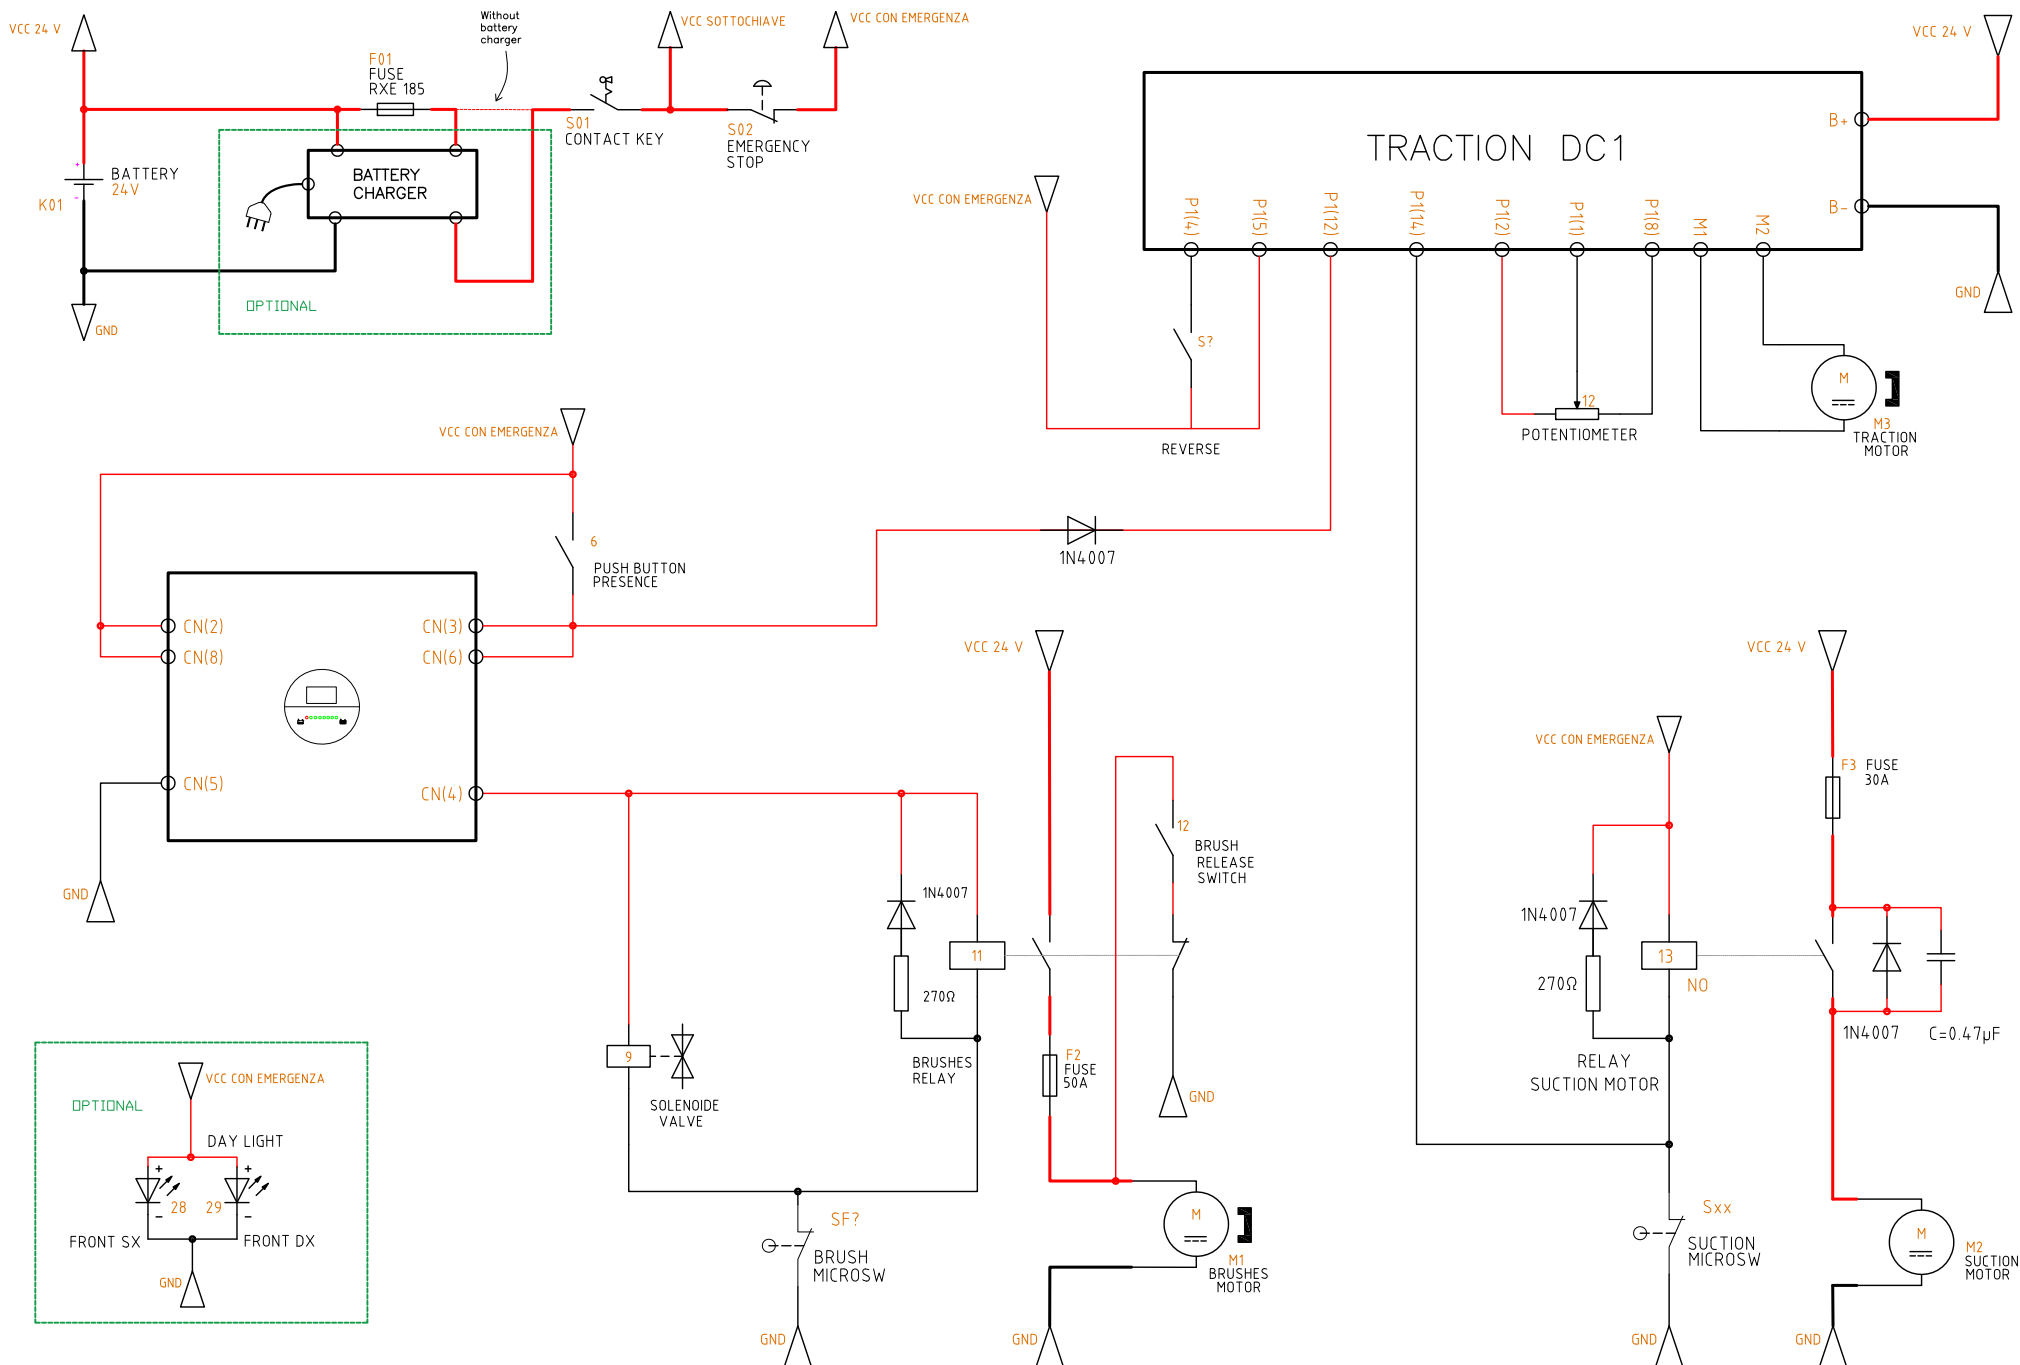 VCC 24 V
Without
battery
charger
VCC SOTTOCHIAVE
VCC CON EMERGENZA
VCC 24 V
F01
FUSE
RXE 185
S01
CONTACT KEY
S02
EMERGENCY
STOP
BATTERY
24V
K01
+
-
BATTERY
CHARGER
OPTIONAL
GND
TRACTION DC1
B+
B-
VCC CON EMERGENZA
P1(4)
P1(5)
P1(12)
P1(14)
P1(2)
P1(1)
P1(8)
M1
M2
GND
S?
REVERSE
12
POTENTIOMETER
M
M3
TRACTION
MOTOR
VCC CON EMERGENZA
6
PUSH BUTTON
PRESENCE
1N4007
CN(2)
CN(8)
CN(5)
CN(3)
CN(6)
CN(4)
GND
VCC 24 V
12
BRUSH
RELEASE
SWITCH
1N4007
270Ω
11
BRUSHES
RELAY
F2
FUSE
50A
GND
9
SOLENOIDE
VALVE
SF?
BRUSH
MICROSW
GND
M
M1
BRUSHES
MOTOR
GND
VCC CON EMERGENZA
VCC 24 V
F3 FUSE
30A
1N4007
270Ω
13
NO
RELAY
SUCTION MOTOR
1N4007
C=0.47µF
Sxx
SUCTION
MICROSW
GND
M
M2
SUCTION
MOTOR
GND
OPTIONAL
VCC CON EMERGENZA
DAY LIGHT
+
+
28
29
-
-
FRONT SX
FRONT DX
GND